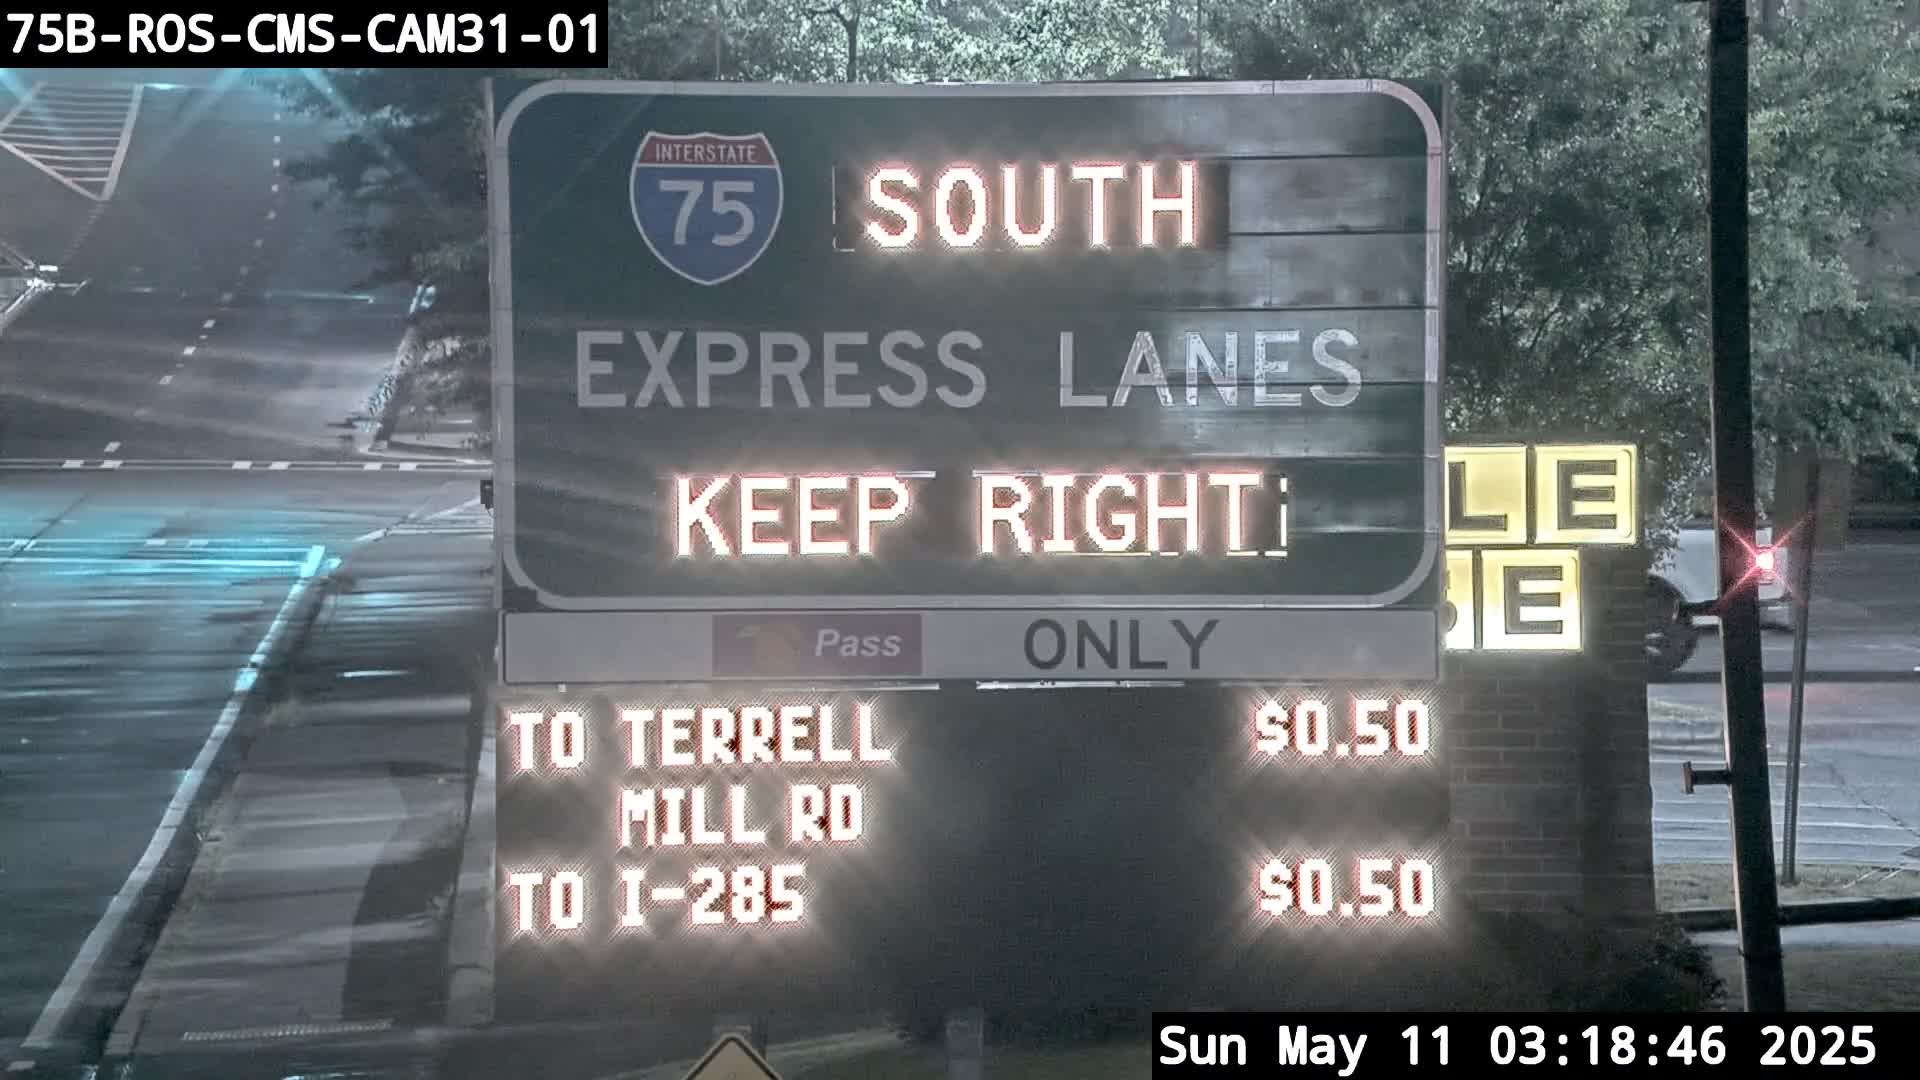 75B-ROS-CMS-CAM31-01
INTERSTATE
75
SOUTH
EXPRESS LANES
KEEP RIGHT
Pass ONLY
TO TERRELL $0.50
MILL RD
TO I-285 $0.50
LE
E
Sun May 11 03:18:46 2025